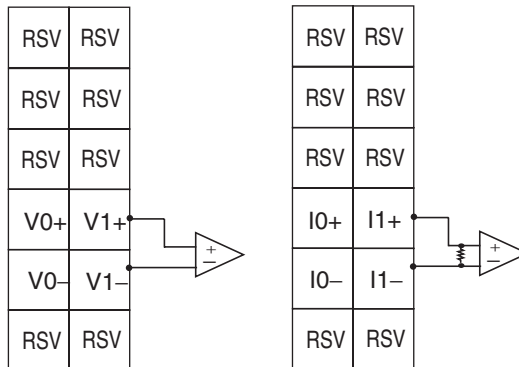 RSV RSV RSV RSV
RSV RSV RSV RSV
RSV RSV RSV RSV
V0+ V1+ + I0+ I1+ +
V0– V1– – I0– I1– –
RSV RSV RSV RSV